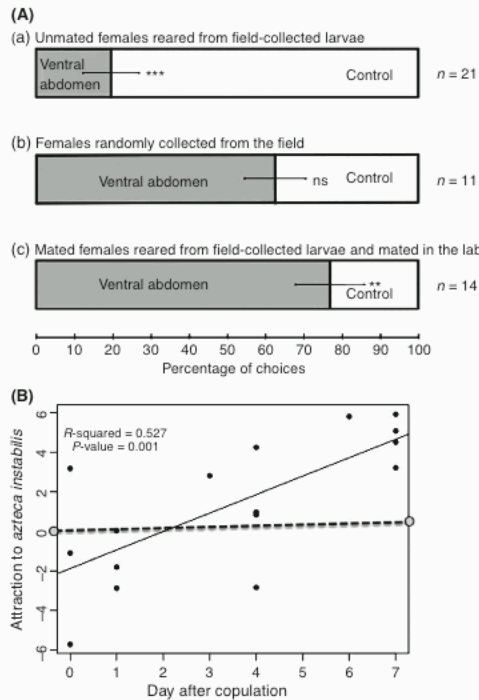 (A)
(a) Unmated females reared from field-collected larvae
Ventral
abdomen
***
Control
n = 21
(b) Females randomly collected from the field
Ventral abdomen
ns
Control
n = 11
(c) Mated females reared from field-collected larvae and mated in the lab
Ventral abdomen
**
Control
n = 14
0 10 20 30 40 50 60 70 80 90 100
Percentage of choices
(B)
Attraction to azteca instabilis
6
4
2
0
−2
−4
−6
R-squared = 0.527
P-value = 0.001
0 1 2 3 4 5 6 7
Day after copulation